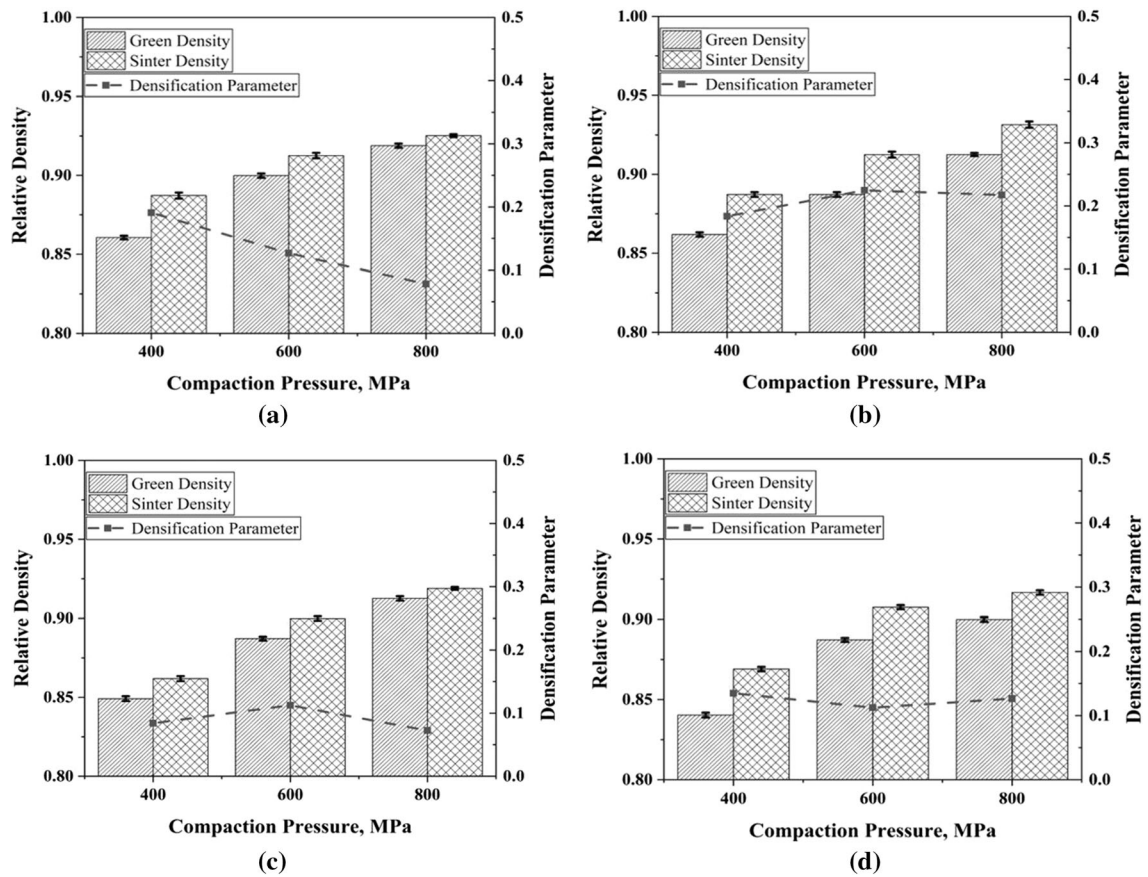 1.00
0.95
0.90
0.85
0.80
Relative Density
Green Density
Sinter Density
Densification Parameter
0.5
0.4
0.3
0.2
0.1
0.0
Densification Parameter
400
600
800
Compaction Pressure, MPa
(a)
1.00
0.95
0.90
0.85
0.80
Relative Density
Green Density
Sinter Density
Densification Parameter
0.5
0.4
0.3
0.2
0.1
0.0
Densification Parameter
400
600
800
Compaction Pressure, MPa
(b)
1.00
0.95
0.90
0.85
0.80
Relative Density
Green Density
Sinter Density
Densification Parameter
0.5
0.4
0.3
0.2
0.1
0.0
Densification Parameter
400
600
800
Compaction Pressure, MPa
(c)
1.00
0.95
0.90
0.85
0.80
Relative Density
Green Density
Sinter Density
Densification Parameter
0.5
0.4
0.3
0.2
0.1
0.0
Densification Parameter
400
600
800
Compaction Pressure, MPa
(d)